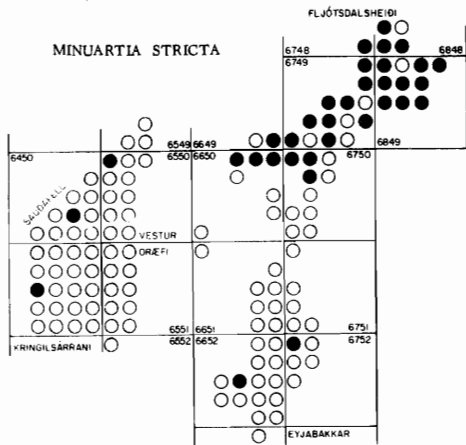 FLJÓTSDALSHEIÐI
MINUARTIA STRICTA
6748 6848
6749
6549 6649
6450 6550 6650 6750 6849
SAUÐAFELL
VESTUR
ÖRÆFI
6551 6651 6751
KRINGILSÁRRANI 6552 6652 6752
EYJABAKKAR